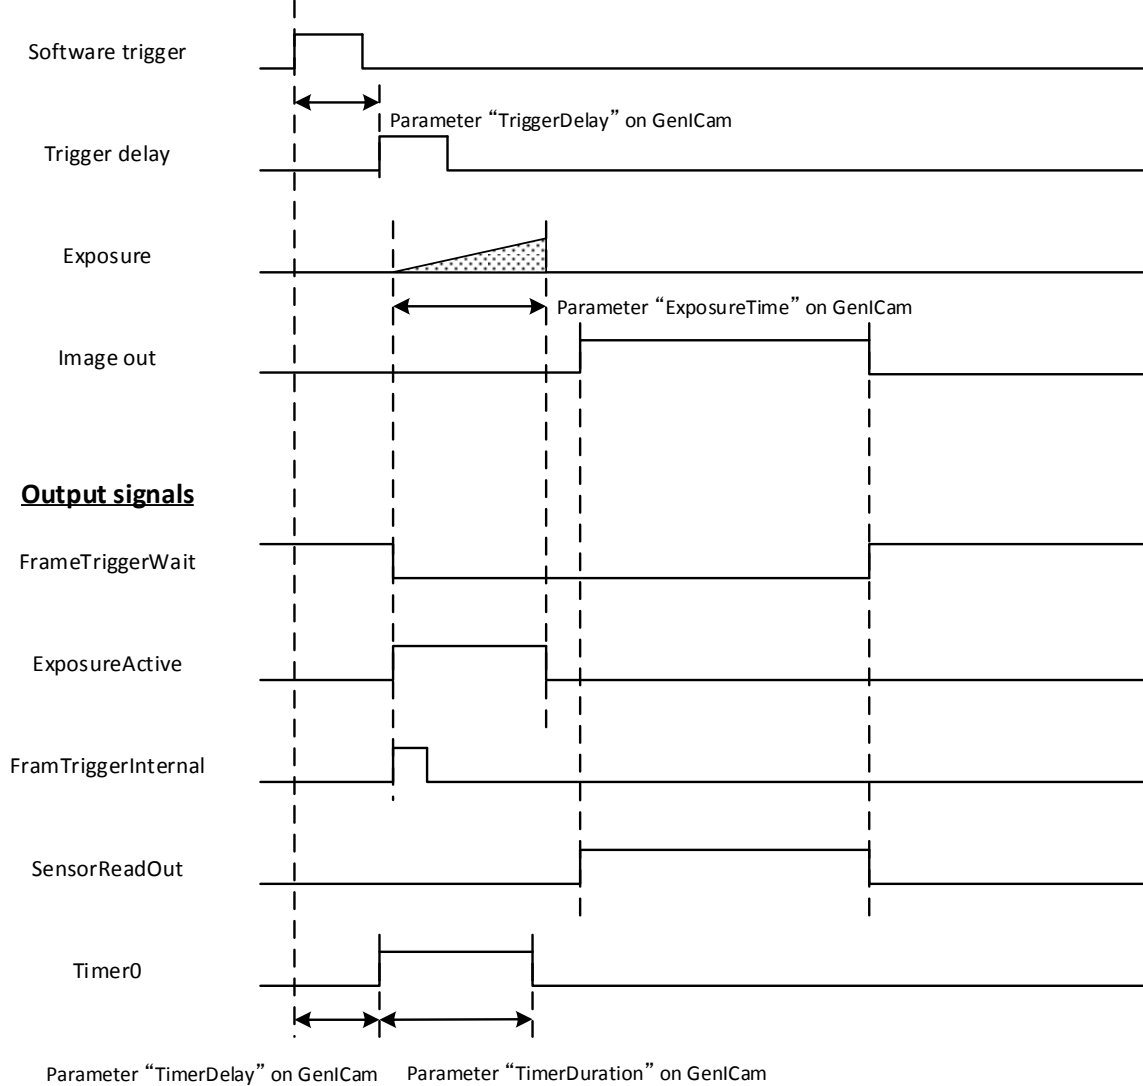 Software trigger
Parameter “TriggerDelay” on GenICam
Trigger delay
Exposure
Parameter “ExposureTime” on GenICam
Image out
Output signals
FrameTriggerWait
ExposureActive
FramTriggerInternal
SensorReadOut
Timer0
Parameter “TimerDelay” on GenICam Parameter “TimerDuration” on GenICam